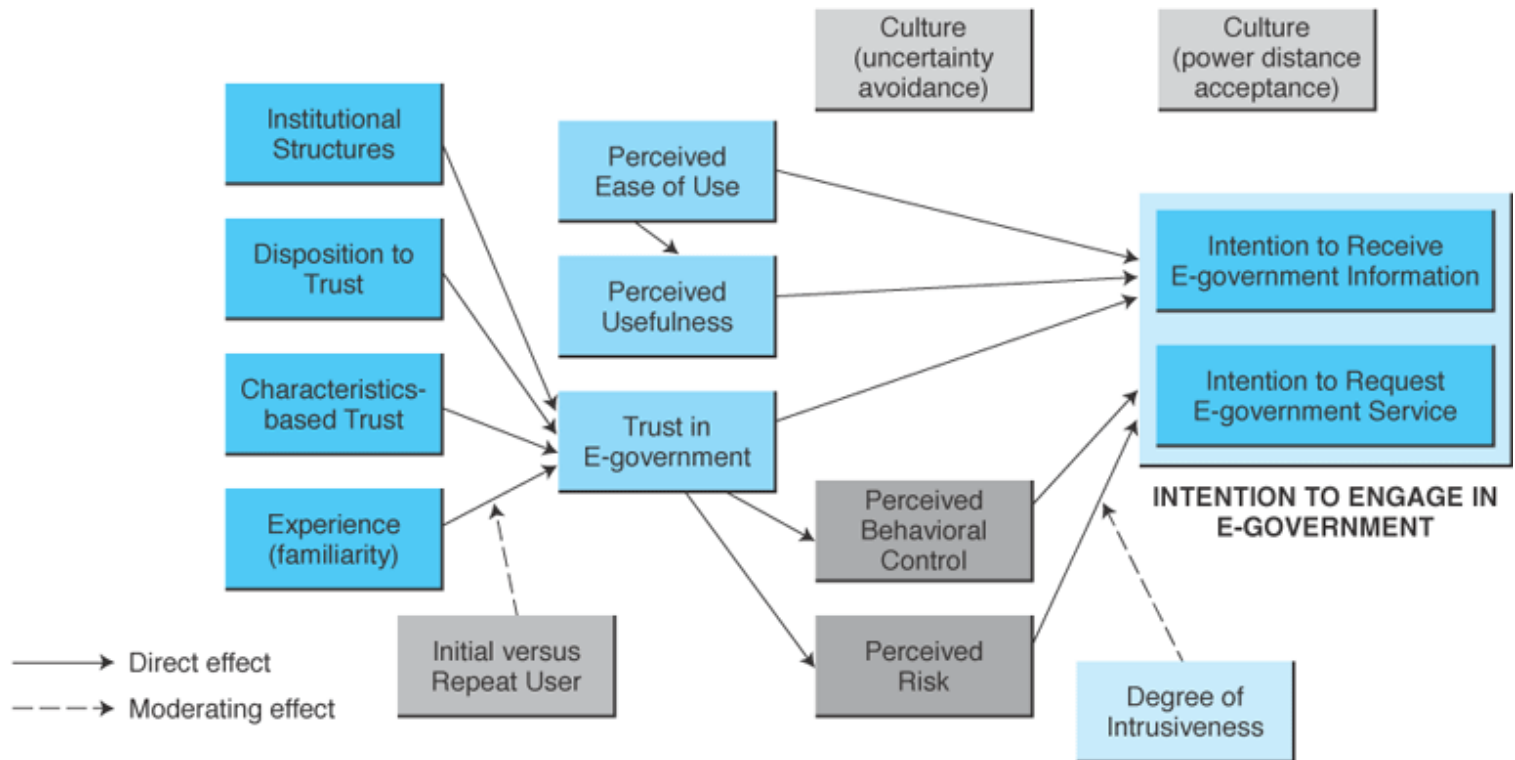 Culture
(uncertainty
avoidance)
Culture
(power distance
acceptance)
Institutional
Structures
Perceived
Ease of Use
Disposition to
Trust
Perceived
Usefulness
Intention to Receive
E-government Information
Characteristics-
based Trust
Trust in
E-government
Intention to Request
E-government Service
INTENTION TO ENGAGE IN
E-GOVERNMENT
Experience
(familiarity)
Perceived
Behavioral
Control
Initial versus
Repeat User
Perceived
Risk
Degree of
Intrusiveness
Direct effect
Moderating effect